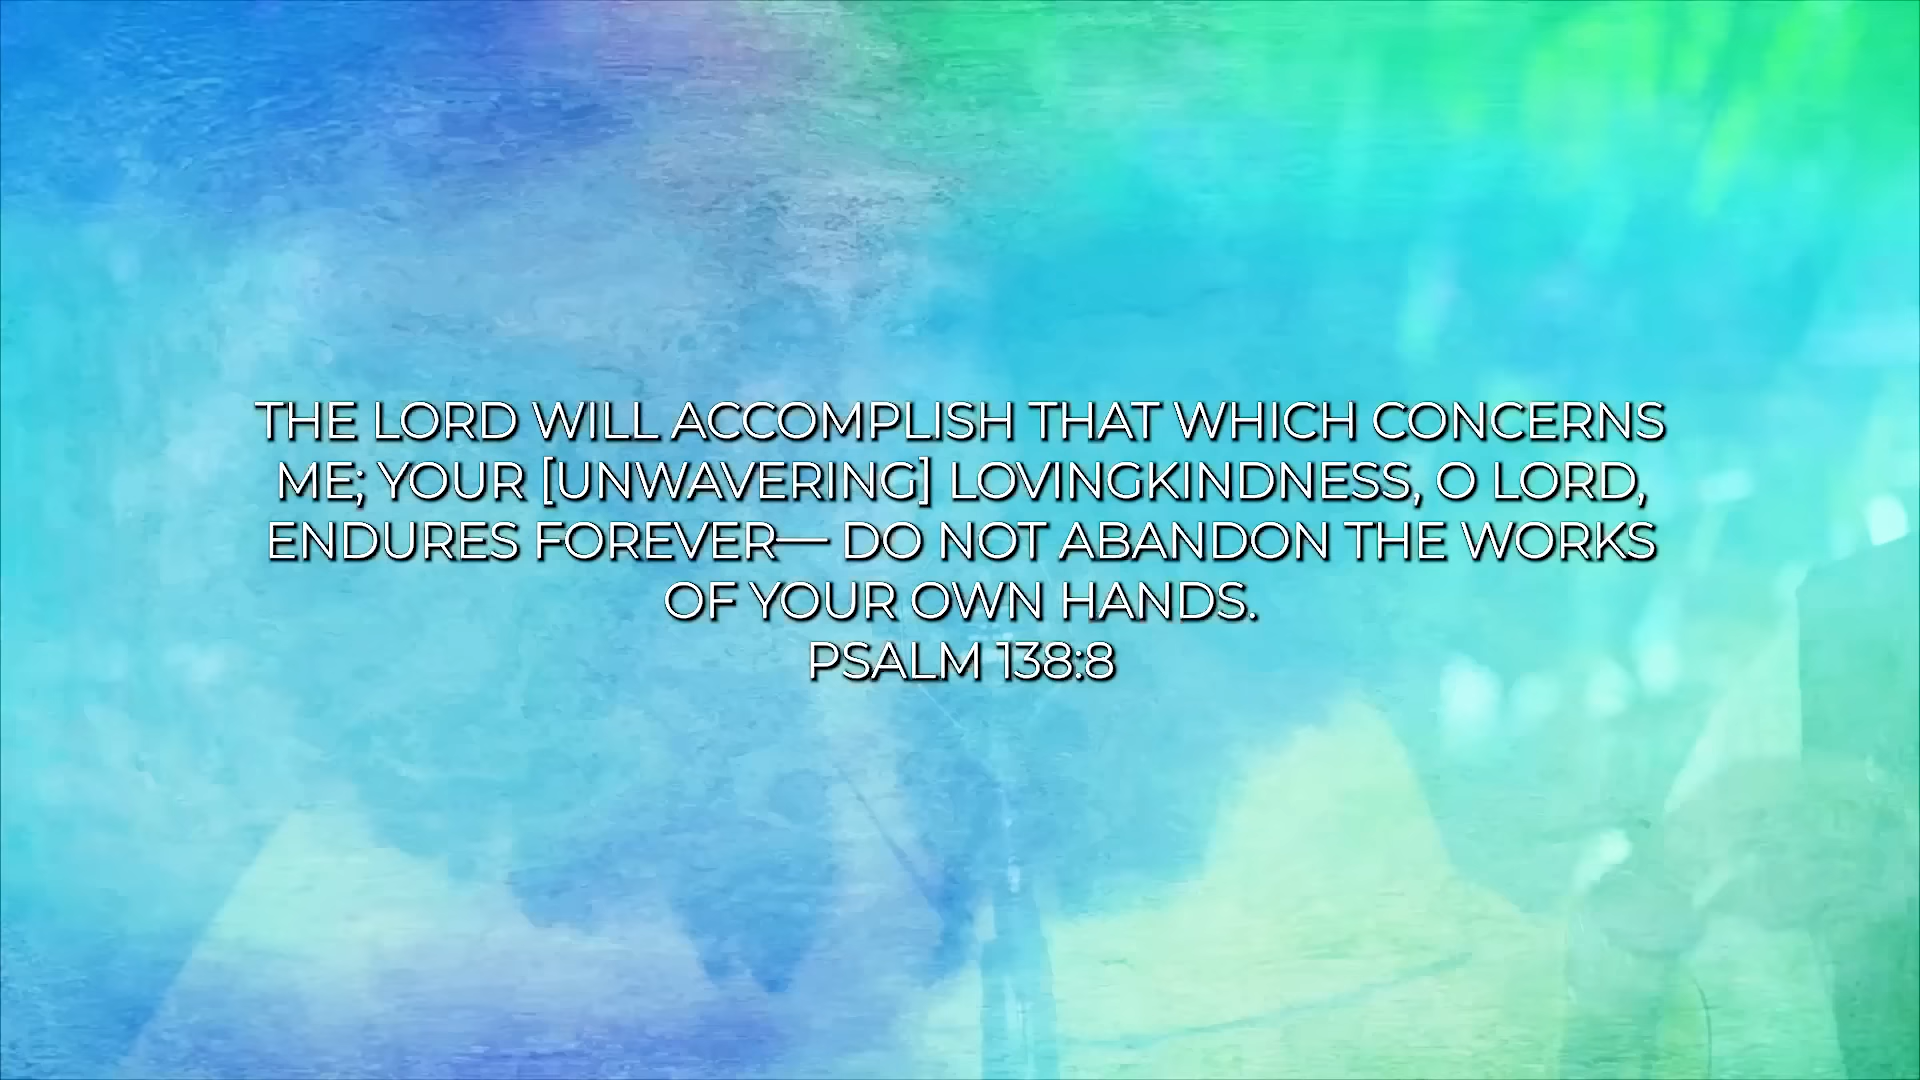 THE LORD WILL ACCOMPLISH THAT WHICH CONCERNS
ME; YOUR [UNWAVERING] LOVINGKINDNESS, O LORD,
ENDURES FOREVER— DO NOT ABANDON THE WORKS
OF YOUR OWN HANDS.
PSALM 138:8